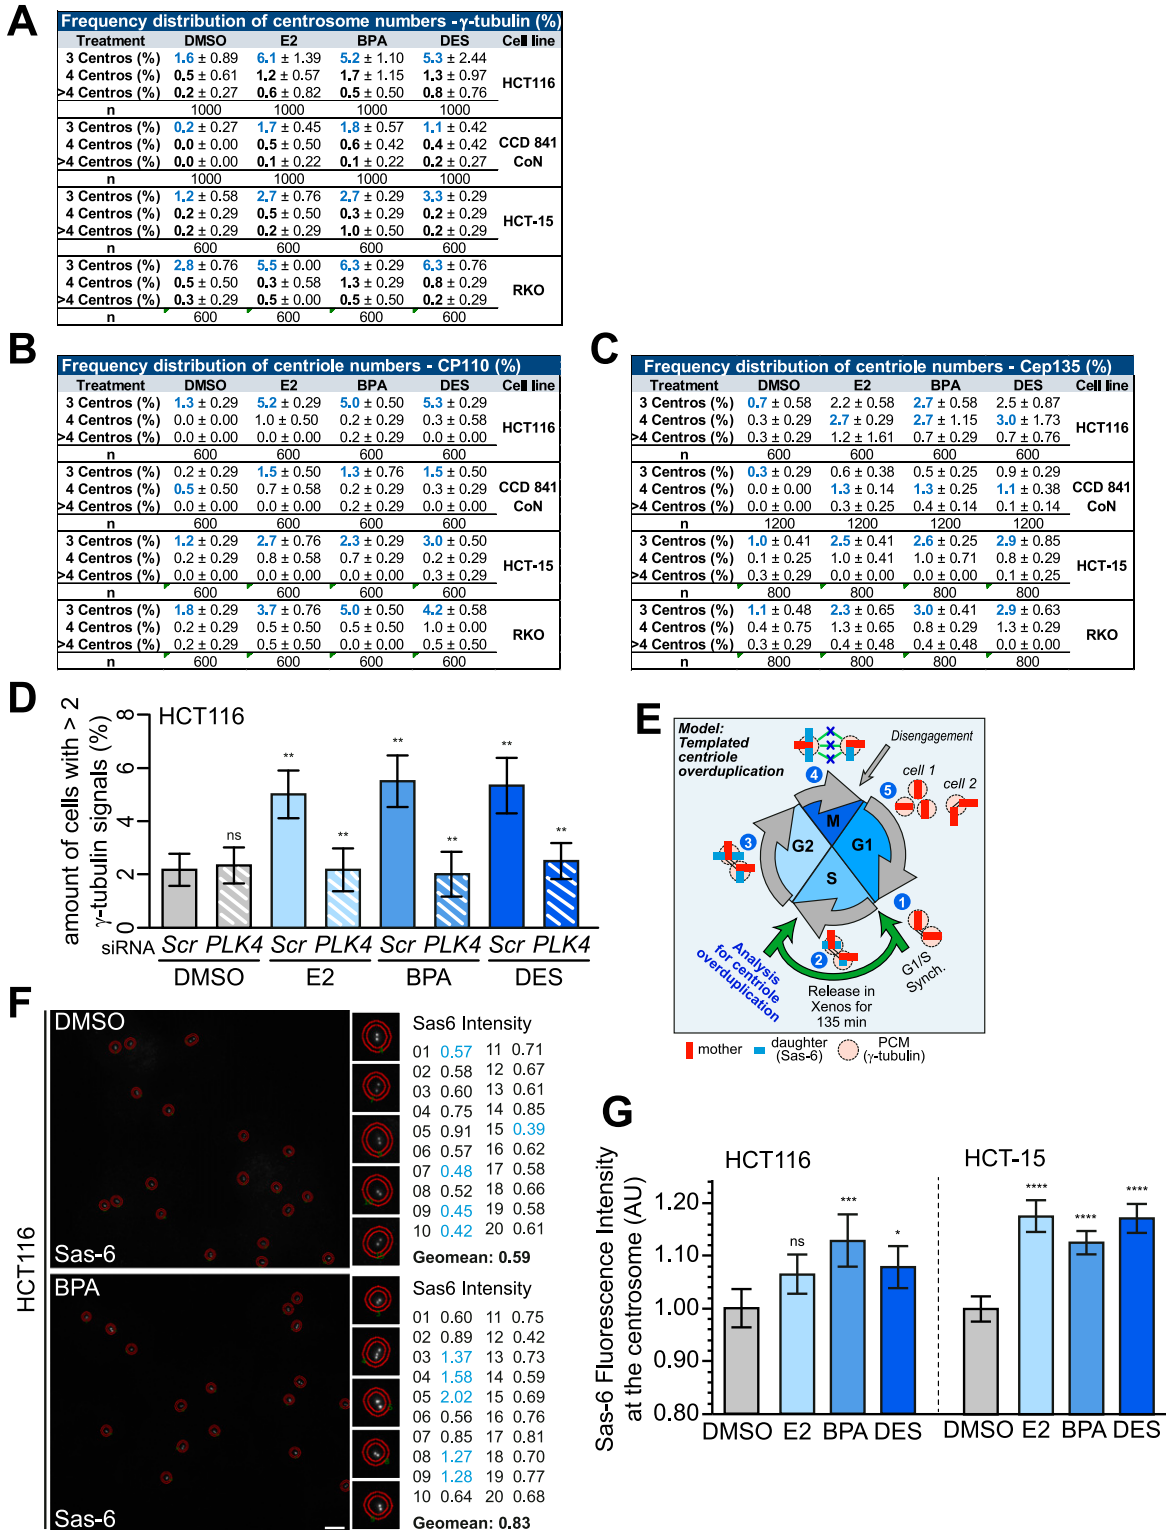 A
Frequency distribution of centrosome numbers -γ-tubulin (%)
Treatment DMSO E2 BPA DES Cell line
3 Centros (%) 1.6 ± 0.89 6.1 ± 1.39 5.2 ± 1.10 5.3 ± 2.44
4 Centros (%) 0.5 ± 0.61 1.2 ± 0.57 1.7 ± 1.15 1.3 ± 0.97 HCT116
>4 Centros (%) 0.2 ± 0.27 0.6 ± 0.82 0.5 ± 0.50 0.8 ± 0.76
n 1000 1000 1000 1000
3 Centros (%) 0.2 ± 0.27 1.7 ± 0.45 1.8 ± 0.57 1.1 ± 0.42
4 Centros (%) 0.0 ± 0.00 0.5 ± 0.50 0.6 ± 0.42 0.4 ± 0.42 CCD 841
>4 Centros (%) 0.0 ± 0.00 0.1 ± 0.22 0.1 ± 0.22 0.2 ± 0.27 CoN
n 1000 1000 1000 1000
3 Centros (%) 1.2 ± 0.58 2.7 ± 0.76 2.7 ± 0.29 3.3 ± 0.29
4 Centros (%) 0.2 ± 0.29 0.5 ± 0.50 0.3 ± 0.29 0.2 ± 0.29 HCT-15
>4 Centros (%) 0.2 ± 0.29 0.2 ± 0.29 1.0 ± 0.50 0.2 ± 0.29
n 600 600 600 600
3 Centros (%) 2.8 ± 0.76 5.5 ± 0.00 6.3 ± 0.29 6.3 ± 0.76
4 Centros (%) 0.5 ± 0.50 0.3 ± 0.58 1.3 ± 0.29 0.8 ± 0.29 RKO
>4 Centros (%) 0.3 ± 0.29 0.5 ± 0.00 0.5 ± 0.50 0.2 ± 0.29
n 600 600 600 600
B
Frequency distribution of centriole numbers - CP110 (%)
Treatment DMSO E2 BPA DES Cell line
3 Centros (%) 1.3 ± 0.29 5.2 ± 0.29 5.0 ± 0.50 5.3 ± 0.29
4 Centros (%) 0.0 ± 0.00 1.0 ± 0.50 0.2 ± 0.29 0.3 ± 0.58 HCT116
>4 Centros (%) 0.0 ± 0.00 0.0 ± 0.00 0.2 ± 0.29 0.0 ± 0.00
n 600 600 600 600
3 Centros (%) 0.2 ± 0.29 1.5 ± 0.50 1.3 ± 0.76 1.5 ± 0.50
4 Centros (%) 0.5 ± 0.50 0.7 ± 0.58 0.2 ± 0.29 0.3 ± 0.29 CCD 841
>4 Centros (%) 0.0 ± 0.00 0.0 ± 0.00 0.2 ± 0.29 0.0 ± 0.00 CoN
n 600 600 600 600
3 Centros (%) 1.2 ± 0.29 2.7 ± 0.76 2.3 ± 0.29 3.0 ± 0.50
4 Centros (%) 0.2 ± 0.29 0.8 ± 0.58 0.7 ± 0.29 0.2 ± 0.29 HCT-15
>4 Centros (%) 0.0 ± 0.00 0.0 ± 0.00 0.0 ± 0.00 0.3 ± 0.29
n 600 600 600 600
3 Centros (%) 1.8 ± 0.29 3.7 ± 0.76 5.0 ± 0.50 4.2 ± 0.58
4 Centros (%) 0.2 ± 0.29 0.5 ± 0.50 0.5 ± 0.50 1.0 ± 0.00 RKO
>4 Centros (%) 0.2 ± 0.29 0.5 ± 0.50 0.0 ± 0.00 0.5 ± 0.50
n 600 600 600 600
C
Frequency distribution of centriole numbers - Cep135 (%)
Treatment DMSO E2 BPA DES Cell line
3 Centros (%) 0.7 ± 0.58 2.2 ± 0.58 2.7 ± 0.58 2.5 ± 0.87
4 Centros (%) 0.3 ± 0.29 2.7 ± 0.29 2.7 ± 1.15 3.0 ± 1.73 HCT116
>4 Centros (%) 0.3 ± 0.29 1.2 ± 1.61 0.7 ± 0.29 0.7 ± 0.76
n 600 600 600 600
3 Centros (%) 0.3 ± 0.29 0.6 ± 0.38 0.5 ± 0.25 0.9 ± 0.29
4 Centros (%) 0.0 ± 0.00 1.3 ± 0.14 1.3 ± 0.25 1.1 ± 0.38 CCD 841
>4 Centros (%) 0.0 ± 0.00 0.3 ± 0.25 0.4 ± 0.14 0.1 ± 0.14 CoN
n 1200 1200 1200 1200
3 Centros (%) 1.0 ± 0.41 2.5 ± 0.41 2.6 ± 0.25 2.9 ± 0.85
4 Centros (%) 0.1 ± 0.25 1.0 ± 0.41 1.0 ± 0.71 0.8 ± 0.29 HCT-15
>4 Centros (%) 0.3 ± 0.29 0.0 ± 0.00 0.0 ± 0.00 0.1 ± 0.25
n 800 800 800 800
3 Centros (%) 1.1 ± 0.48 2.3 ± 0.65 3.0 ± 0.41 2.9 ± 0.63
4 Centros (%) 0.4 ± 0.75 1.3 ± 0.65 0.8 ± 0.29 1.3 ± 0.29 RKO
>4 Centros (%) 0.3 ± 0.29 0.4 ± 0.48 0.4 ± 0.48 0.0 ± 0.00
n 800 800 800 800
D
HCT116
amount of cells with > 2
γ-tubulin signals (%)
8
6
4
2
0
ns ** ** ** ** ** **
siRNA Scr PLK4 Scr PLK4 Scr PLK4 Scr PLK4
DMSO E2 BPA DES
E
Model:
Templated
centriole
overduplication
Disengagement
cell 1
cell 2
4
5
3
1
2
M
G2
G1
S
Analysis
for centriole
overduplication
G1/S
Synch.
Release in
Xenos for
135 min
mother
daughter
(Sas-6)
PCM
(γ-tubulin)
F
HCT116
DMSO
Sas-6
Sas6 Intensity
01 0.57 11 0.71
02 0.58 12 0.67
03 0.60 13 0.61
04 0.75 14 0.85
05 0.91 15 0.39
06 0.57 16 0.62
07 0.48 17 0.58
08 0.52 18 0.66
09 0.45 19 0.58
10 0.42 20 0.61
Geomean: 0.59
BPA
Sas-6
Sas6 Intensity
01 0.60 11 0.75
02 0.89 12 0.42
03 1.37 13 0.73
04 1.58 14 0.59
05 2.02 15 0.69
06 0.56 16 0.76
07 0.85 17 0.81
08 1.27 18 0.70
09 1.28 19 0.77
10 0.64 20 0.68
Geomean: 0.83
G
HCT116 HCT-15
Sas-6 Fluorescence Intensity
at the centrosome (AU)
1.20
1.10
1.00
0.90
0.80
ns *** * **** **** ****
DMSO E2 BPA DES DMSO E2 BPA DES